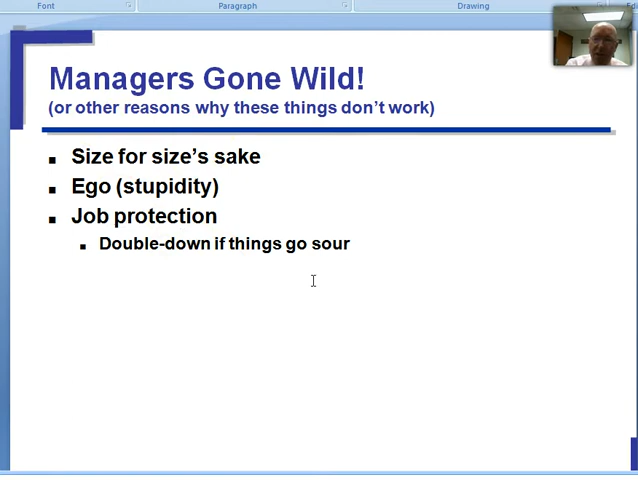 Font Paragraph Drawing
Managers Gone Wild!
(or other reasons why these things don't work)
Size for size's sake
Ego (stupidity)
Job protection
Double-down if things go sour